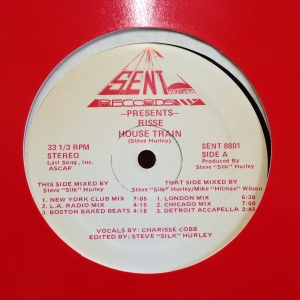 SENT
RECORDS
—PRESENTS—
RISSE
HOUSE TRAIN
(Steve Hurley)
33 1/3 RPM
STEREO
Last Song, Inc.
ASCAP
SENT 8801
SIDE A
Produced By
Steve "Silk" Hurley
THIS SIDE MIXED BY
Steve "Silk" Hurley
1. NEW YORK CLUB MIX 7:05
2. L.A. RADIO MIX 4:15
3. BOSTON BAKED BEATS 4:18
THAT SIDE MIXED BY
Steve "Silk" Hurley/Mike "Hitman" Wilson
1. LONDON MIX 6:30
2. CHICAGO MIX 7:00
3. DETROIT ACCAPELLA 2:45
VOCALS BY: CHARISSE COBB
EDITED BY: STEVE "SILK" HURLEY